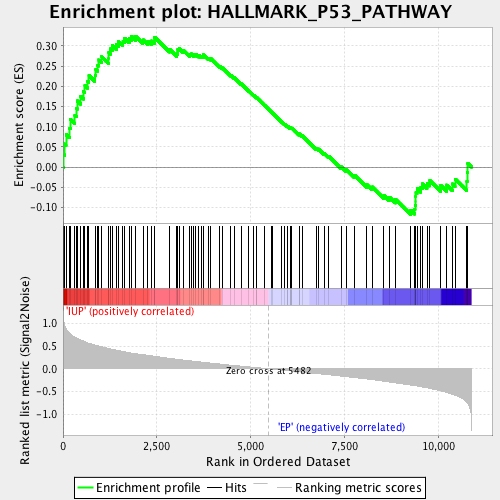 Enrichment plot: HALLMARK_P53_PATHWAY
Enrichment score (ES)
0.30
0.25
0.20
0.15
0.10
0.05
0.00
-0.05
-0.10
Ranked list metric (Signal2Noise)
1.0
0.5
0.0
-0.5
-1.0
'IUP' (positively correlated)
Zero cross at 5482
'EP' (negatively correlated)
0
2,500
5,000
7,500
10,000
Rank in Ordered Dataset
Enrichment profile
Hits
Ranking metric scores